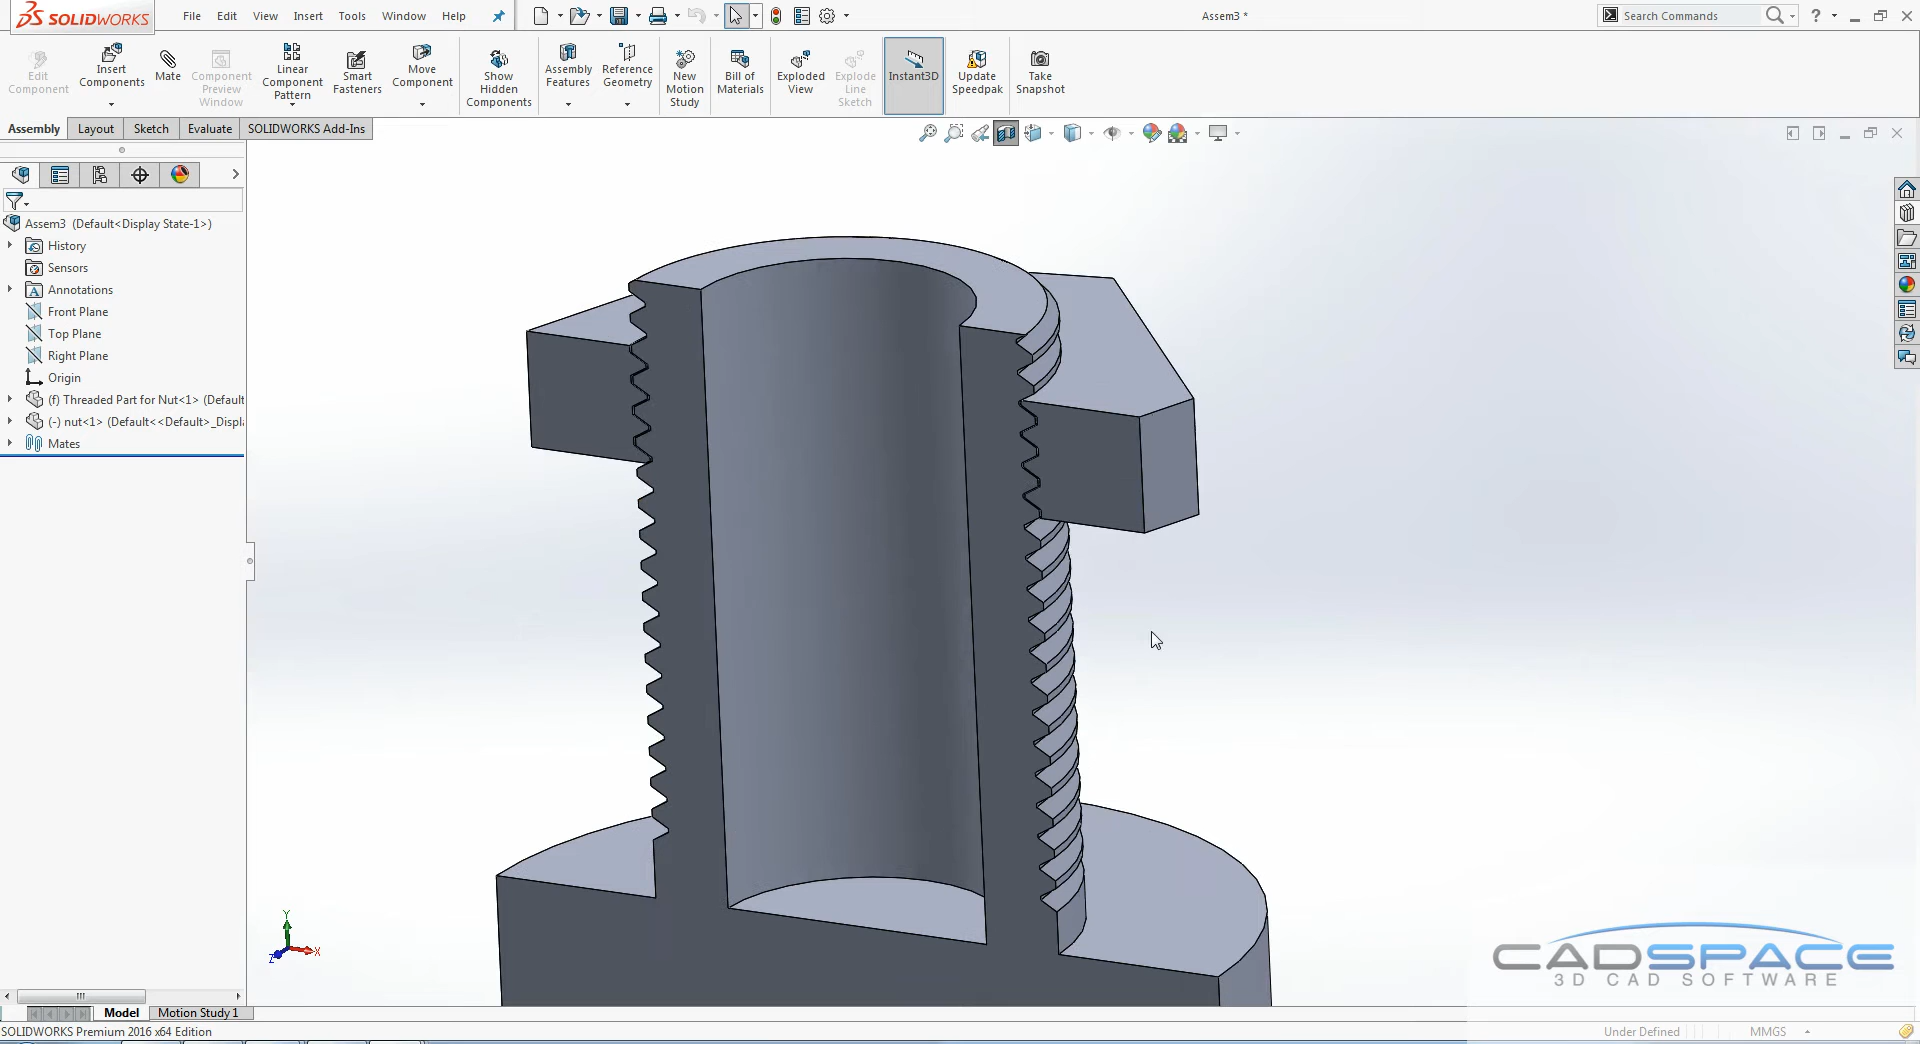 SOLIDWORKS File Edit View Insert Tools Window Help Assem3 * Search Commands
Edit Component
Insert Components
Mate
Component Preview Window
Linear Component Pattern
Smart Fasteners
Move Component
Show Hidden Components
Assembly Features
Reference Geometry
New Motion Study
Bill of Materials
Exploded View
Explode Line Sketch
Instant3D
Update Speedpak
Take Snapshot
Assembly Layout Sketch Evaluate SOLIDWORKS Add-Ins
Assem3 (Default<Display State-1>)
History
Sensors
Annotations
Front Plane
Top Plane
Right Plane
Origin
(f) Threaded Part for Nut<1> (Default
(-) nut<1> (Default<<Default>_Displ
Mates
Y
X
Z
CADSPACE
3D CAD SOFTWARE
Model Motion Study 1
SOLIDWORKS Premium 2016 x64 Edition Under Defined MMGS